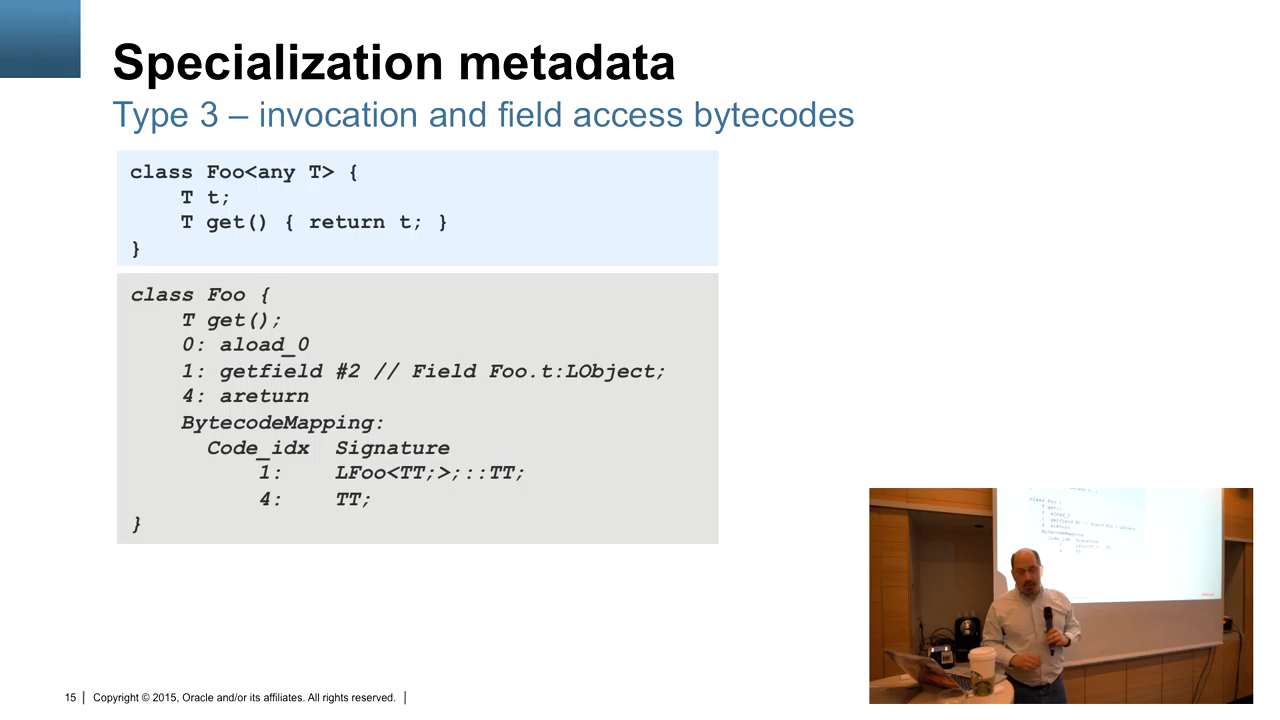 Specialization metadata
Type 3 – invocation and field access bytecodes
class Foo<any T> {
    T t;
    T get() { return t; }
}
class Foo {
    T get();
    0: aload_0
    1: getfield #2 // Field Foo.t:LObject;
    4: areturn
    BytecodeMapping:
      Code_idx  Signature
          1:    LFoo<TT;>;::TT;
          4:    TT;
}
15 | Copyright © 2015, Oracle and/or its affiliates. All rights reserved. |